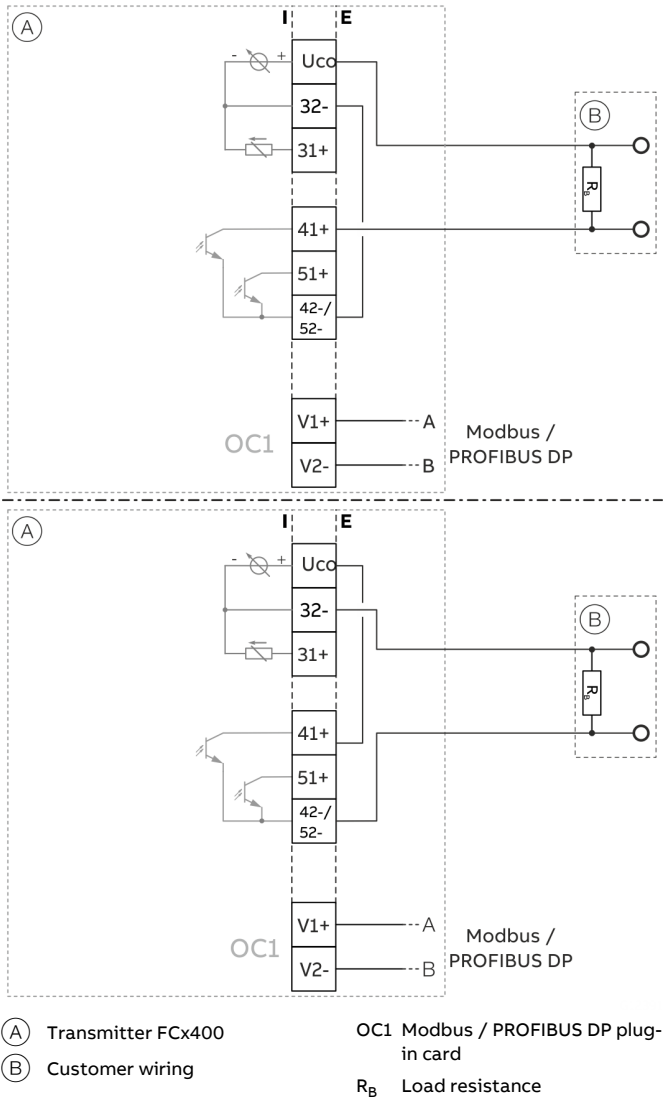 I E
A
- + Uco
32-
B
31+
R_B
41+
51+
42-/
52-
V1+ A
OC1 Modbus /
V2- B PROFIBUS DP
I E
A
- + Uco
32-
B
31+
R_B
41+
51+
42-/
52-
V1+ A
OC1 Modbus /
V2- B PROFIBUS DP
A Transmitter FCx400
B Customer wiring
OC1 Modbus / PROFIBUS DP plug-
in card
R_B Load resistance